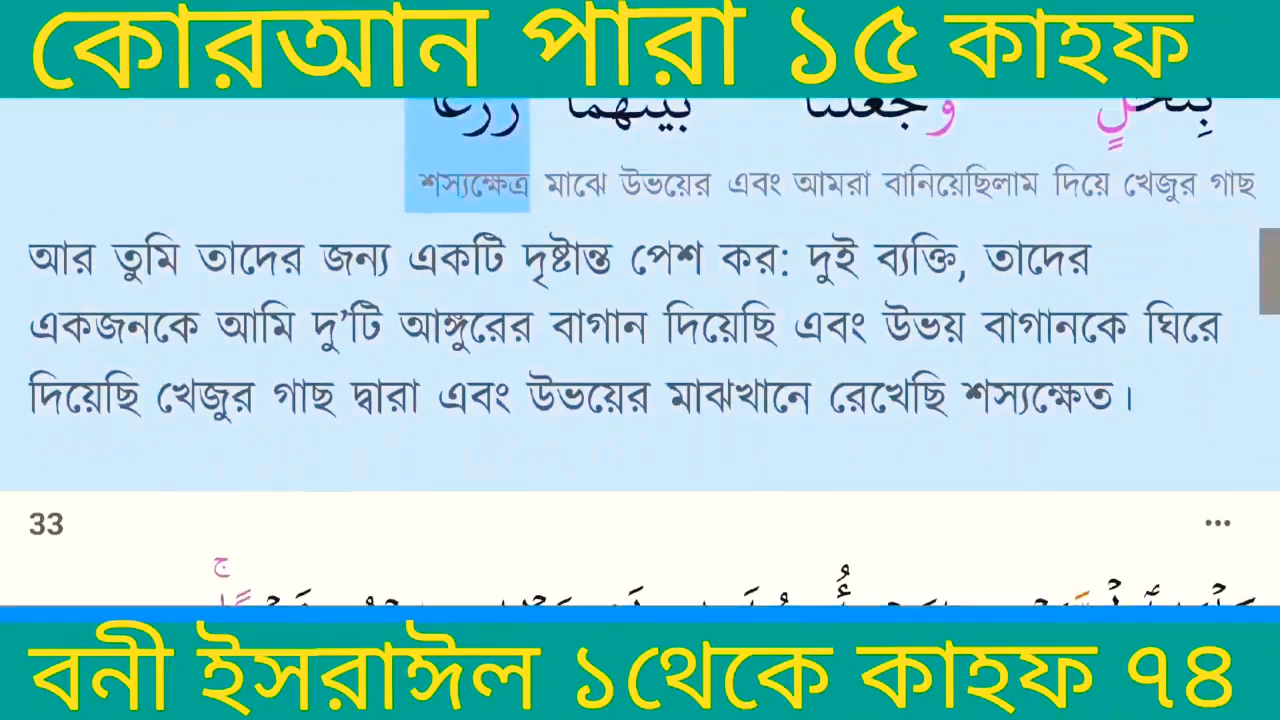 কোরআন পারা ১৫ কাহফ
بِنَخْلٍ وَجَعَلْنَا بَيْنَهُمَا زَرْعًا
শস্যক্ষেত্র মাঝে উভয়ের এবং আমরা বানিয়েছিলাম দিয়ে খেজুর গাছ
আর তুমি তাদের জন্য একটি দৃষ্টান্ত পেশ কর: দুই ব্যক্তি, তাদের
একজনকে আমি দু’টি আঙ্গুরের বাগান দিয়েছি এবং উভয় বাগানকে ঘিরে
দিয়েছি খেজুর গাছ দ্বারা এবং উভয়ের মাঝখানে রেখেছি শস্যক্ষেত।
33
বনী ইসরাঈল ১থেকে কাহফ ৭৪